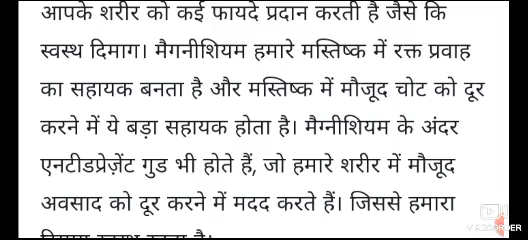 आपके शरीर को कई फायदे प्रदान करती है जैसे कि
स्वस्थ दिमाग। मैगनीशियम हमारे मस्तिष्क में रक्त प्रवाह
का सहायक बनता है और मस्तिष्क में मौजूद चोट को दूर
करने में ये बड़ा सहायक होता है। मैग्नीशियम के अंदर
एनटीडप्रेज़ेंट गुड भी होते हैं, जो हमारे शरीर में मौजूद
अवसाद को दूर करने में मदद करते हैं। जिससे हमारा